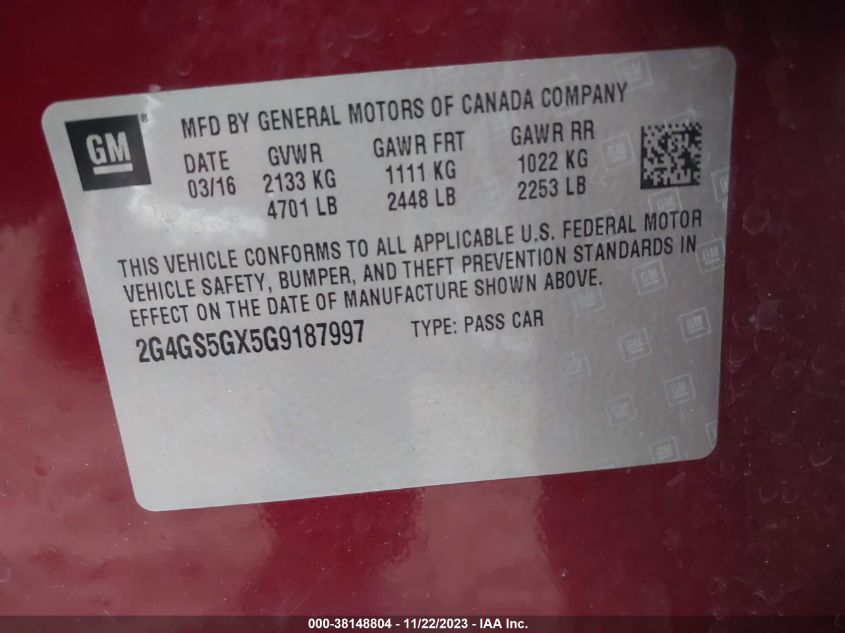 GM®
MFD BY GENERAL MOTORS OF CANADA COMPANY
DATE GVWR GAWR FRT GAWR RR
03/16 2133 KG 1111 KG 1022 KG
4701 LB 2448 LB 2253 LB
THIS VEHICLE CONFORMS TO ALL APPLICABLE U.S. FEDERAL MOTOR
VEHICLE SAFETY, BUMPER, AND THEFT PREVENTION STANDARDS IN
EFFECT ON THE DATE OF MANUFACTURE SHOWN ABOVE.
2G4GS5GX5G9187997 TYPE: PASS CAR
000-38148804 - 11/22/2023 - IAA Inc.